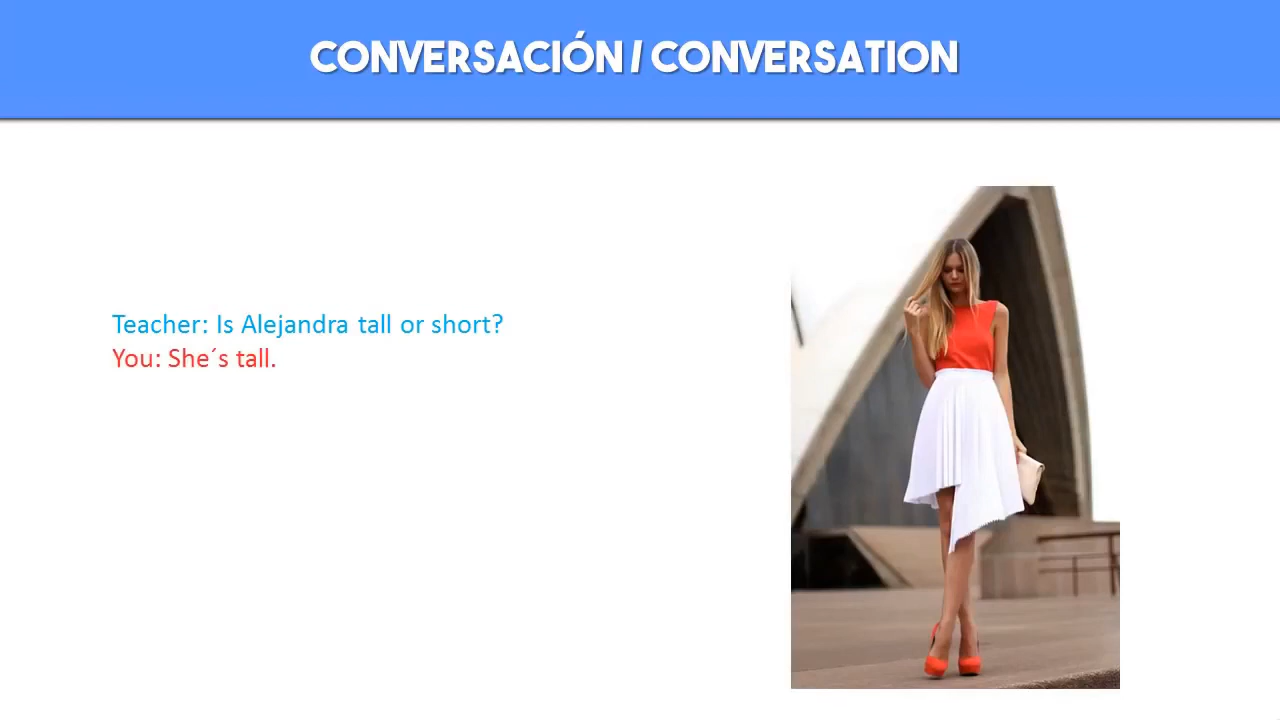 CONVERSACIÓN / CONVERSATION
Teacher: Is Alejandra tall or short?
You: She´s tall.